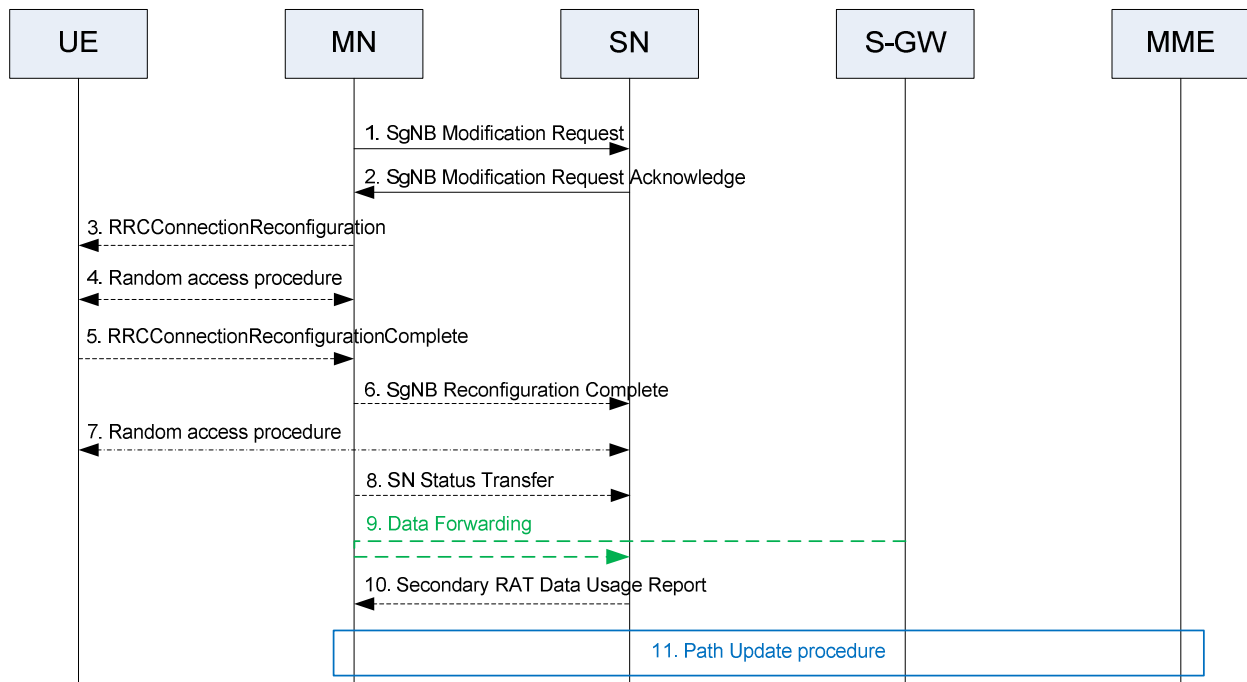 UE
MN
SN
S-GW
MME
1. SgNB Modification Request
2. SgNB Modification Request Acknowledge
3. RRCConnectionReconfiguration
4. Random access procedure
5. RRCConnectionReconfigurationComplete
6. SgNB Reconfiguration Complete
7. Random access procedure
8. SN Status Transfer
9. Data Forwarding
10. Secondary RAT Data Usage Report
11. Path Update procedure